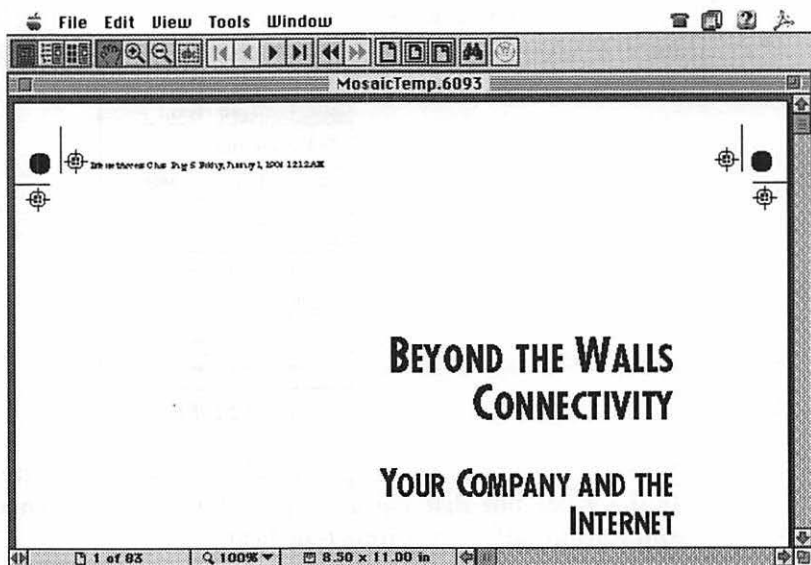 File Edit View Tools Window
MosaicTemp.6093
BEYOND THE WALLS
CONNECTIVITY
YOUR COMPANY AND THE
INTERNET
1 of 83 100% 8.50 x 11.00 in